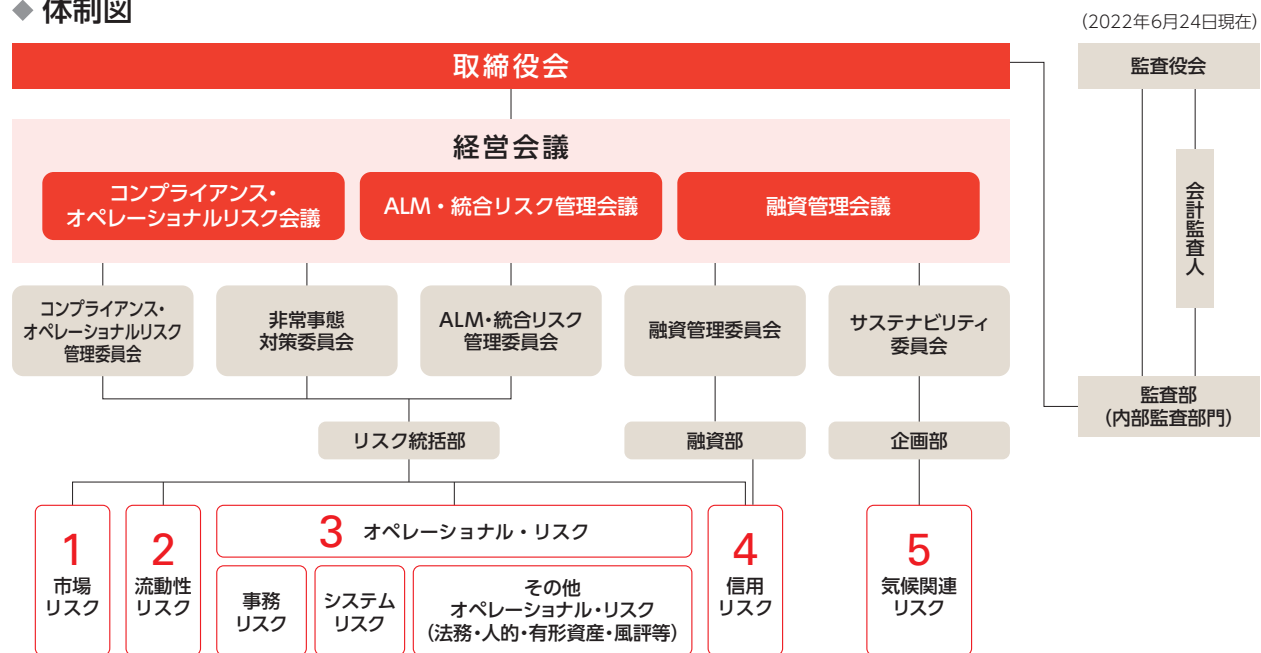 ◆ 体制図
(2022年6月24日現在)
取締役会
監査役会
経営会議
コンプライアンス・
オペレーショナルリスク会議
ALM・統合リスク管理会議
融資管理会議
会計監査人
コンプライアンス・
オペレーショナルリスク
管理委員会
非常事態
対策委員会
ALM・統合リスク
管理委員会
融資管理委員会
サステナビリティ
委員会
監査部
(内部監査部門)
リスク統括部
融資部
企画部
1
市場
リスク
2
流動性
リスク
3 オペレーショナル・リスク
事務
リスク
システム
リスク
その他
オペレーショナル・リスク
(法務・人的・有形資産・風評等)
4
信用
リスク
5
気候関連
リスク